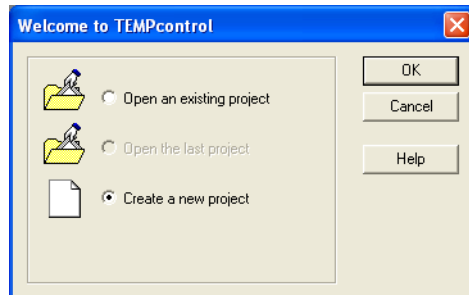 Welcome to TEMPcontrol
Open an existing project
Open the last project
Create a new project
OK
Cancel
Help